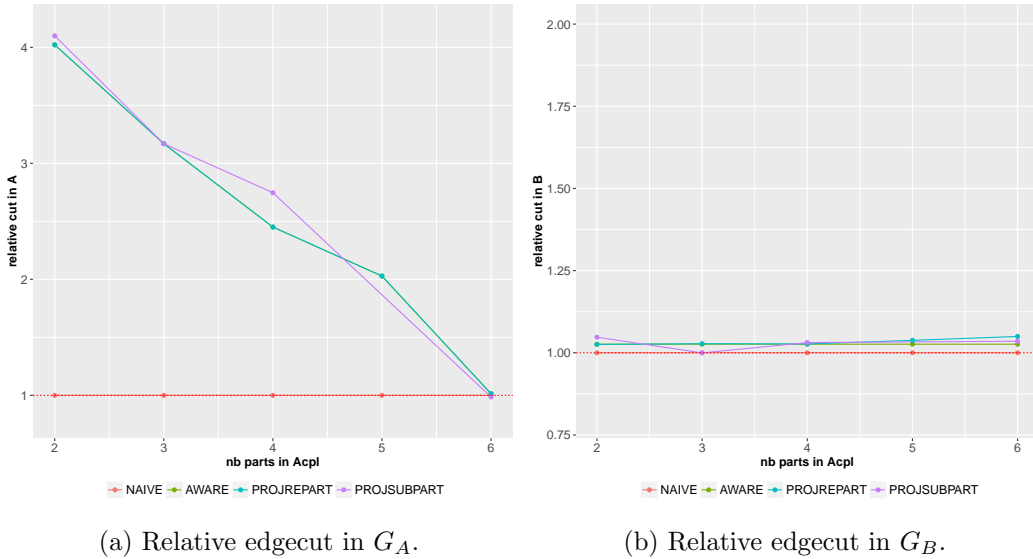 4
3
2
1
relative cut in A
2 3 4 5 6
nb parts in Acpl
NAIVE AWARE PROJREPART PROJSUBPART
(a) Relative edgecut in G_A.
2.00
1.75
1.50
1.25
1.00
0.75
relative cut in B
2 3 4 5 6
nb parts in Acpl
NAIVE AWARE PROJREPART PROJSUBPART
(b) Relative edgecut in G_B.